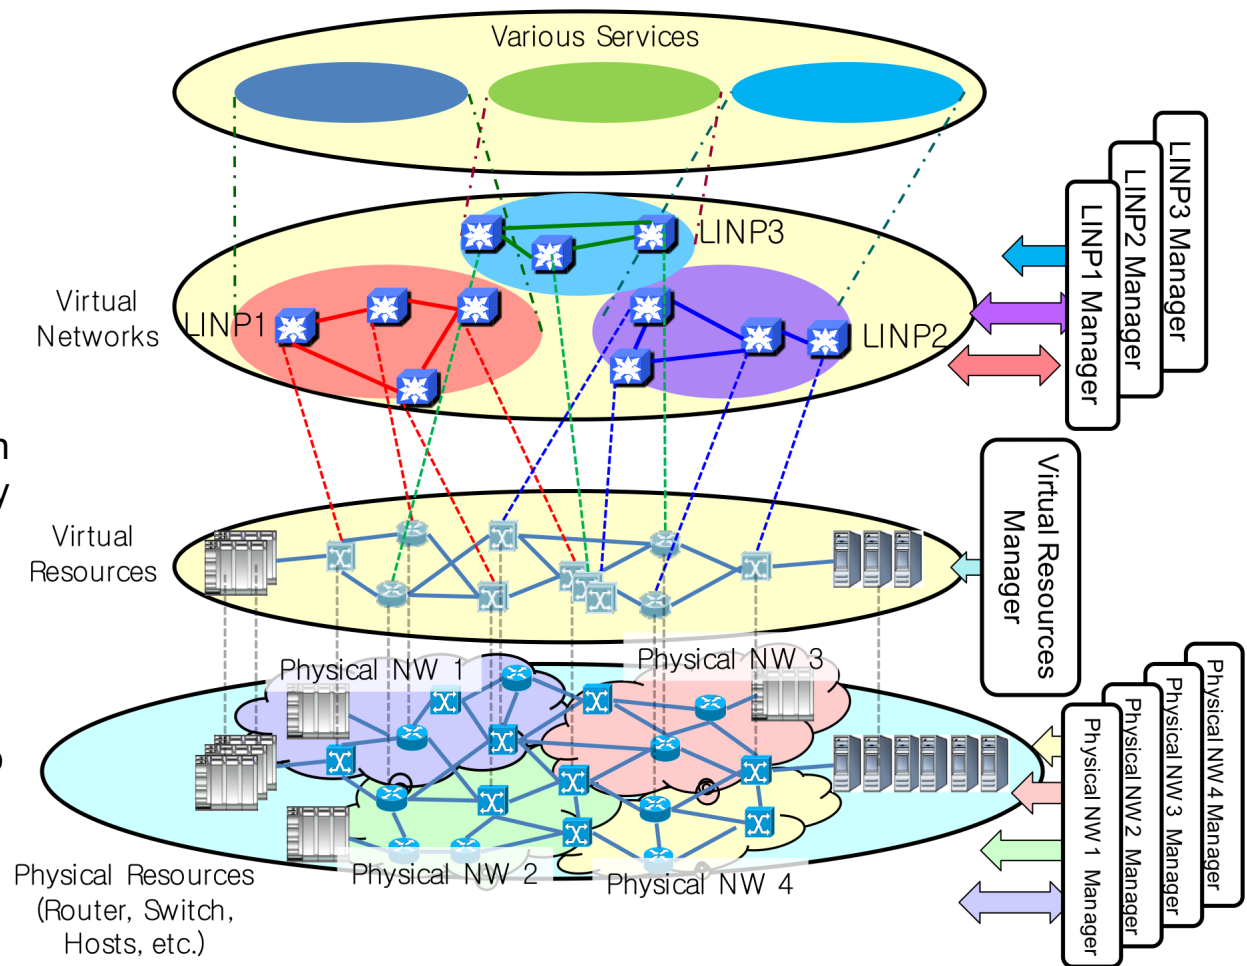 Various Services
LINP3 Manager
LINP2 Manager
LINP1 Manager
LINP3
Virtual
Networks
LINP1
LINP2
n
y
Virtual Resources
Manager
Virtual
Resources
Physical NW 1
Physical NW 3
Physical NW 4 Manager
Physical NW 3 Manager
Physical NW 2 Manager
Physical NW 1 Manager
Physical NW 2
Physical NW 4
Physical Resources
(Router, Switch,
Hosts, etc.)